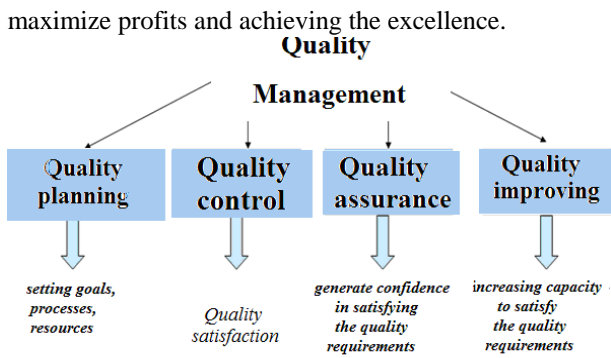 maximize profits and achieving the excellence.
Quality
Management
Quality
planning
Quality
control
Quality
assurance
Quality
improving
setting goals,
processes,
resources
Quality
satisfaction
generate confidence
in satisfying
the quality
requirements
increasing capacity
to satisfy
the quality
requirements